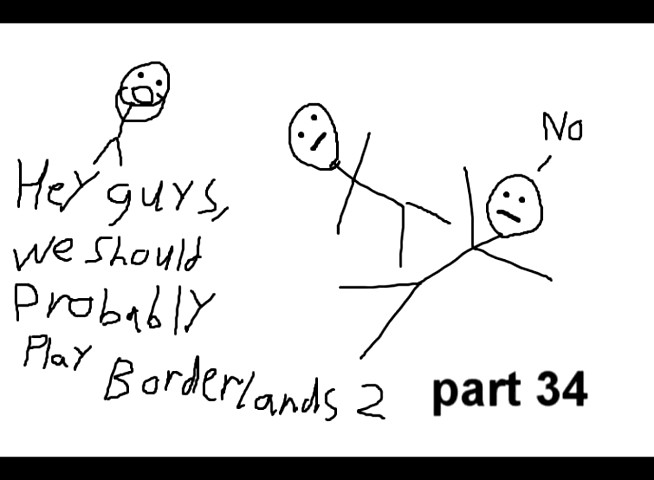 No
Hey guys,
we should
Probably
Play Borderlands 2
part 34